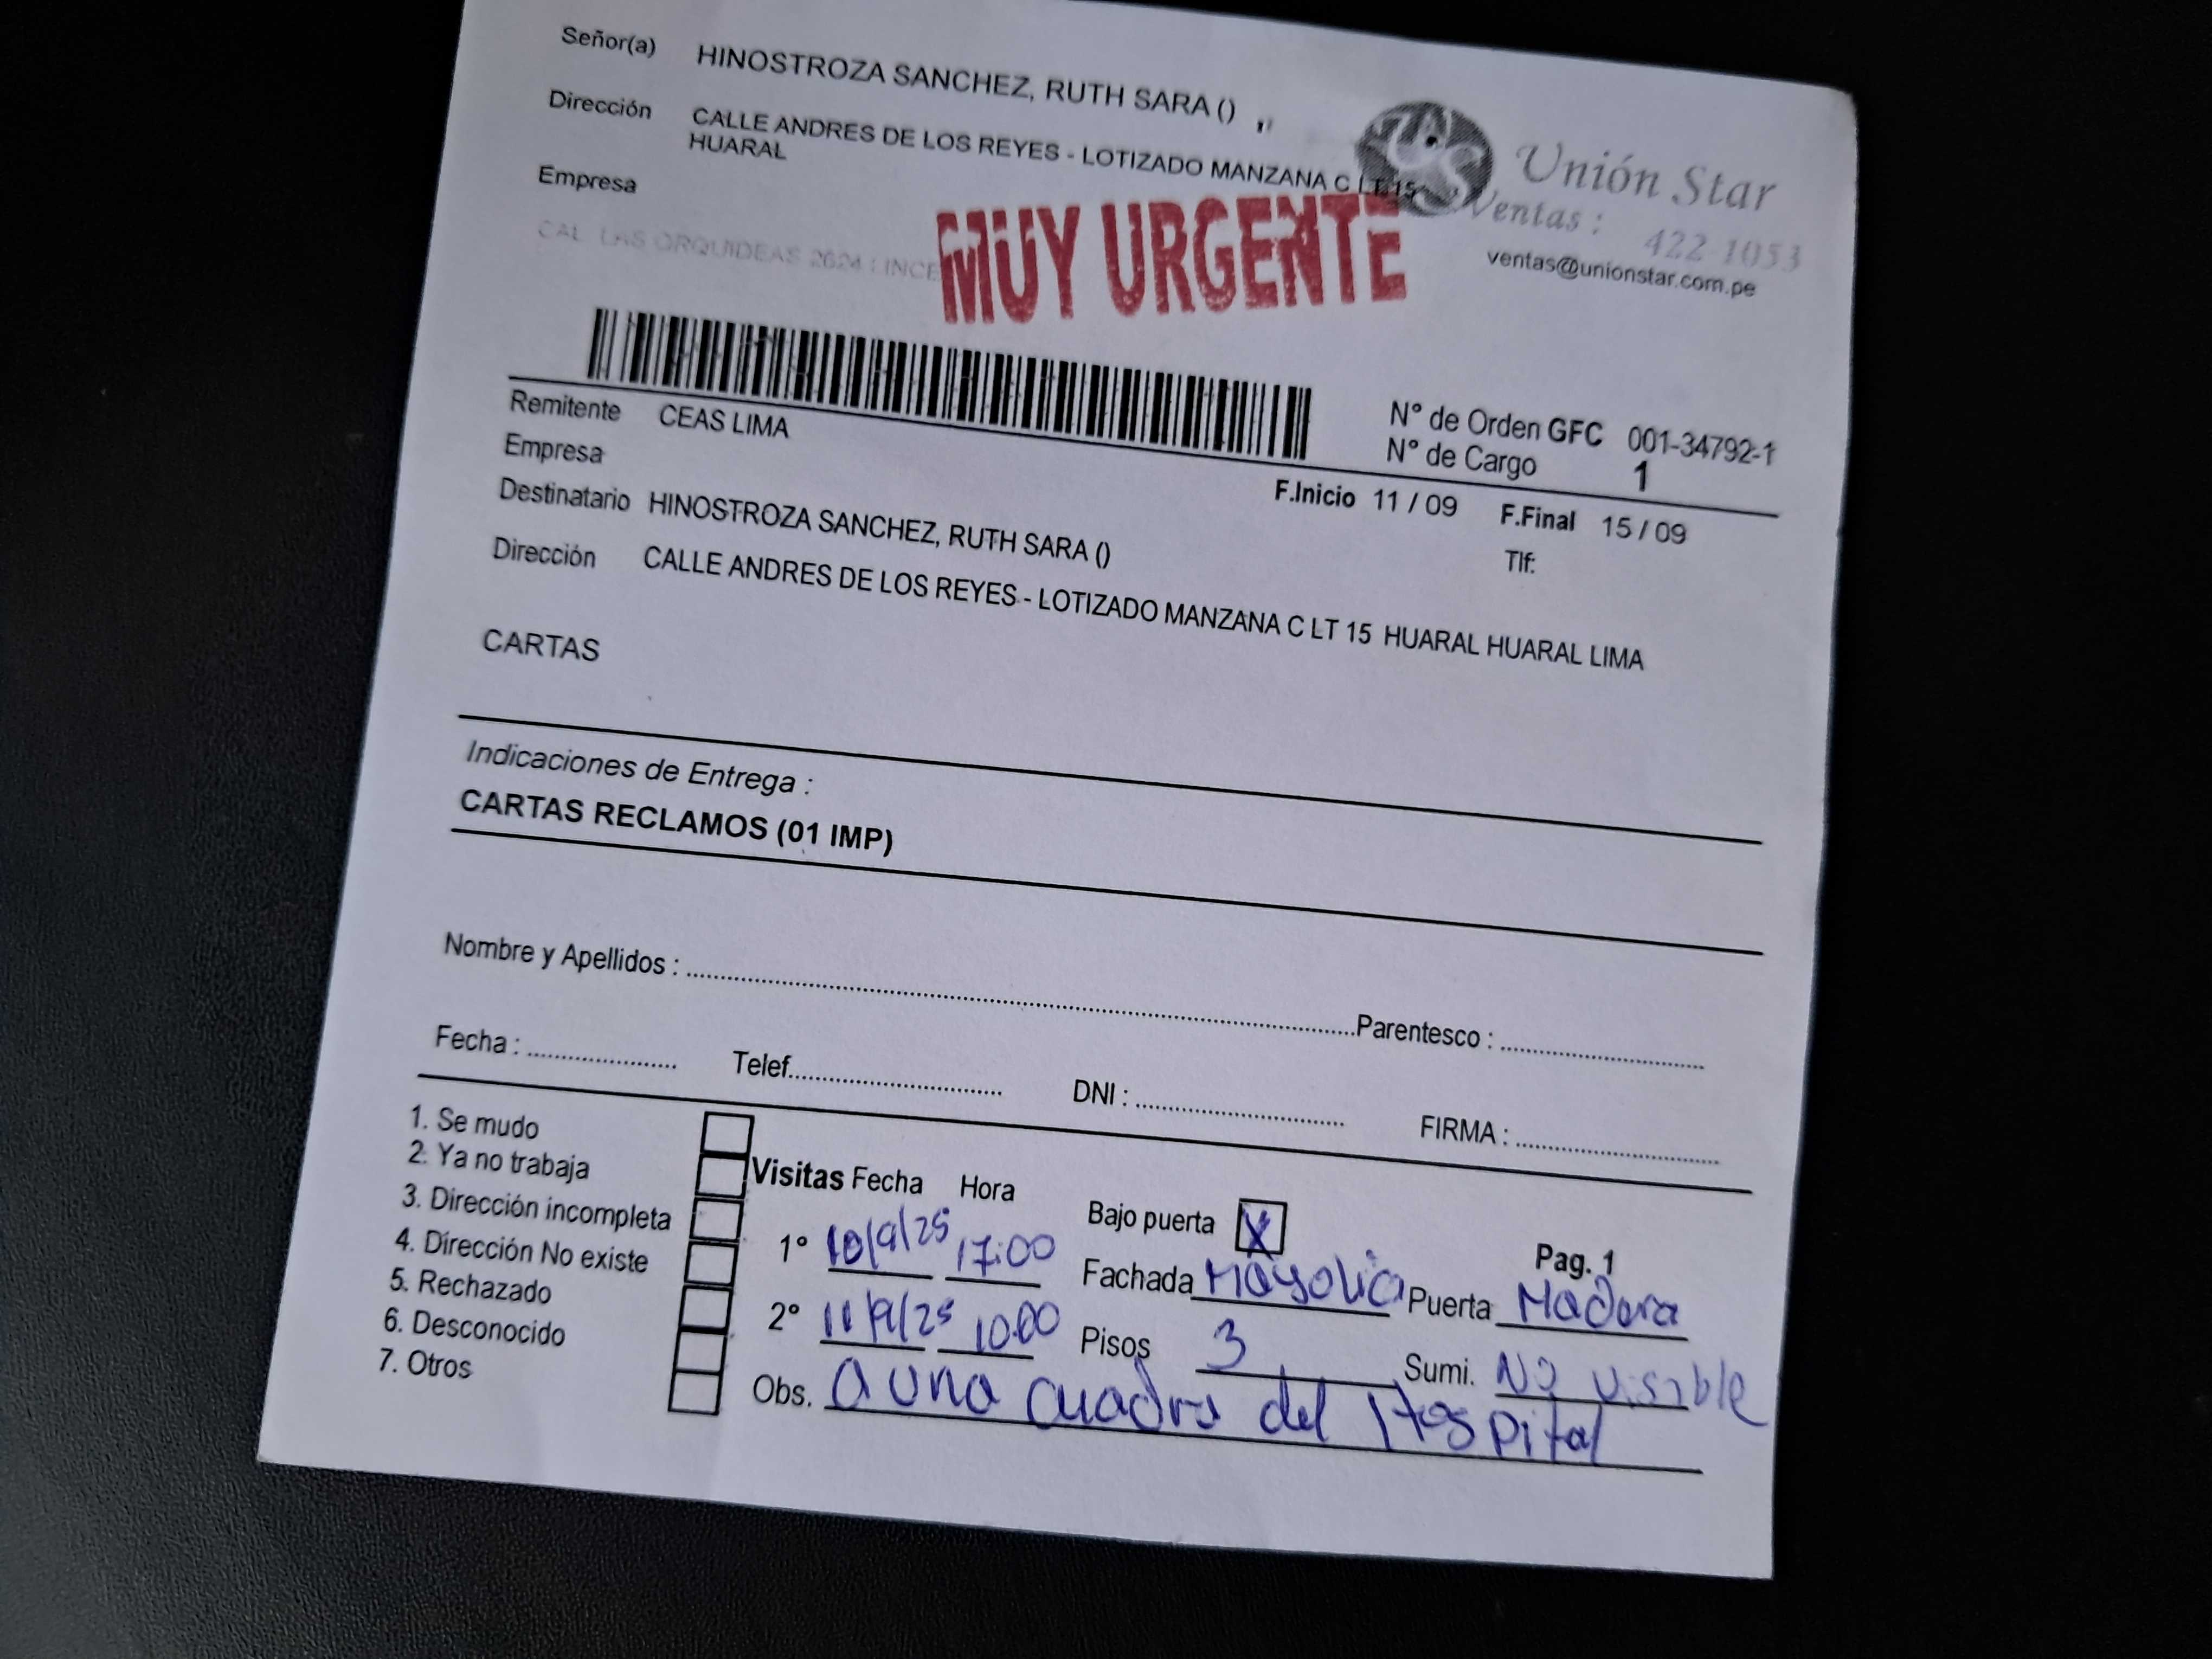 Señor(a) HINOSTROZA SANCHEZ, RUTH SARA () ,,
Dirección CALLE ANDRES DE LOS REYES - LOTIZADO MANZANA C LT 15
HUARAL
Unión Star
Empresa
Ventas : 422 1053
CAL. LAS ORQUIDEAS 2624 LINCE
MUY URGENTE
ventas@unionstar.com.pe
Remitente CEAS LIMA
N° de Orden GFC 001-34792-1
Empresa
N° de Cargo 1
F.Inicio 11 / 09 F.Final 15 / 09
Destinatario HINOSTROZA SANCHEZ, RUTH SARA ()
Tlf:
Dirección CALLE ANDRES DE LOS REYES - LOTIZADO MANZANA C LT 15 HUARAL HUARAL LIMA
CARTAS
Indicaciones de Entrega :
CARTAS RECLAMOS (01 IMP)
Nombre y Apellidos : Parentesco :
Fecha : Telef. DNI : FIRMA :
1. Se mudo
2. Ya no trabaja
3. Dirección incompleta
4. Dirección No existe
5. Rechazado
6. Desconocido
7. Otros
Visitas Fecha Hora
Bajo puerta X
Pag. 1
1° 10/9/25 17:00
Fachada Mayolica Puerta Madera
2° 11/9/25 10:00
Pisos 3 Sumi. No visible
Obs. a una cuadra del Hospital